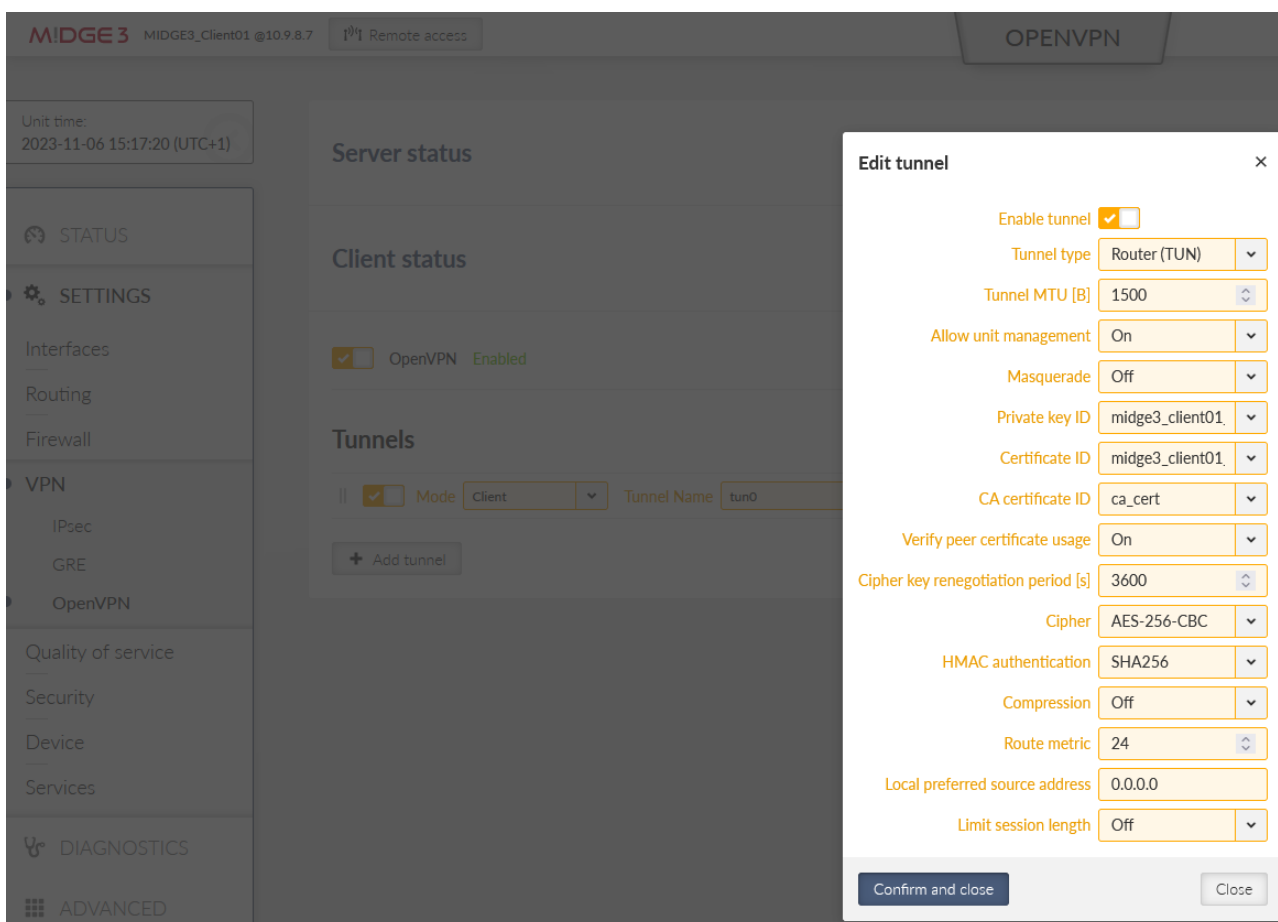 M!DGE 3 MIDGE3_Client01 @10.9.8.7 Remote access OPENVPN
Unit time:
2023-11-06 15:17:20 (UTC+1)
STATUS
SETTINGS
Interfaces
Routing
Firewall
VPN
IPsec
GRE
OpenVPN
Quality of service
Security
Device
Services
DIAGNOSTICS
ADVANCED
Server status
Client status
OpenVPN Enabled
Tunnels
Mode Client Tunnel Name tun0
+ Add tunnel
Edit tunnel ×
Enable tunnel
Tunnel type Router (TUN)
Tunnel MTU [B] 1500
Allow unit management On
Masquerade Off
Private key ID midge3_client01_
Certificate ID midge3_client01_
CA certificate ID ca_cert
Verify peer certificate usage On
Cipher key renegotiation period [s] 3600
Cipher AES-256-CBC
HMAC authentication SHA256
Compression Off
Route metric 24
Local preferred source address 0.0.0.0
Limit session length Off
Confirm and close Close